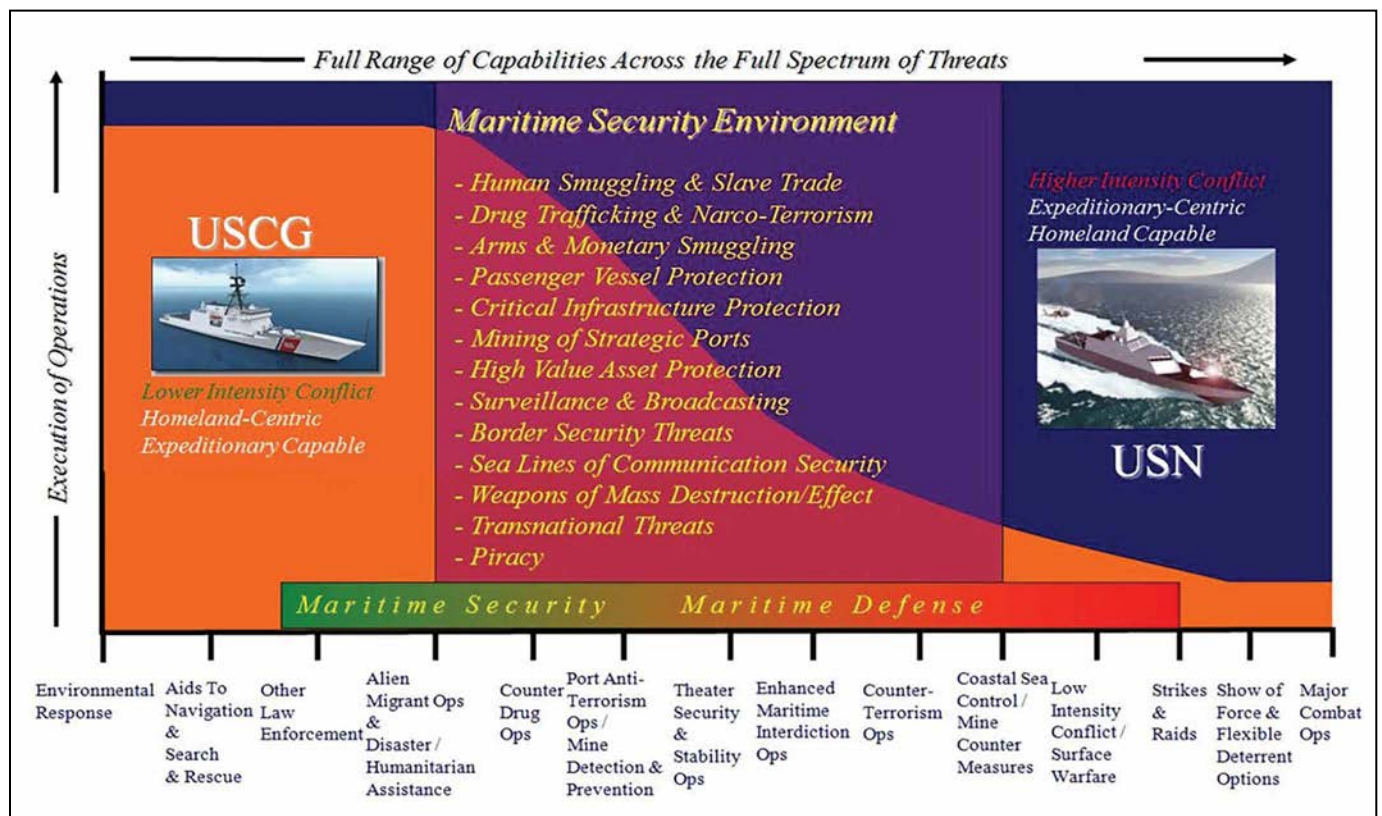 Full Range of Capabilities Across the Full Spectrum of Threats
Execution of Operations
Maritime Security Environment
- Human Smuggling & Slave Trade
- Drug Trafficking & Narco-Terrorism
- Arms & Monetary Smuggling
- Passenger Vessel Protection
- Critical Infrastructure Protection
- Mining of Strategic Ports
- High Value Asset Protection
- Surveillance & Broadcasting
- Border Security Threats
- Sea Lines of Communication Security
- Weapons of Mass Destruction/Effect
- Transnational Threats
- Piracy
USCG
Lower Intensity Conflict
Homeland-Centric
Expeditionary Capable
Higher Intensity Conflict
Expeditionary-Centric
Homeland Capable
USN
Maritime Security Maritime Defense
Environmental
Response
Aids To
Navigation
&
Search
& Rescue
Other
Law
Enforcement
Alien
Migrant Ops
&
Disaster /
Humanitarian
Assistance
Counter
Drug
Ops
Port Anti-
Terrorism
Ops /
Mine
Detection &
Prevention
Theater
Security
&
Stability
Ops
Enhanced
Maritime
Interdiction
Ops
Counter-
Terrorism
Ops
Coastal Sea
Control /
Mine
Counter
Measures
Low
Intensity
Conflict /
Surface
Warfare
Strikes
&
Raids
Show of
Force &
Flexible
Deterrent
Options
Major
Combat
Ops